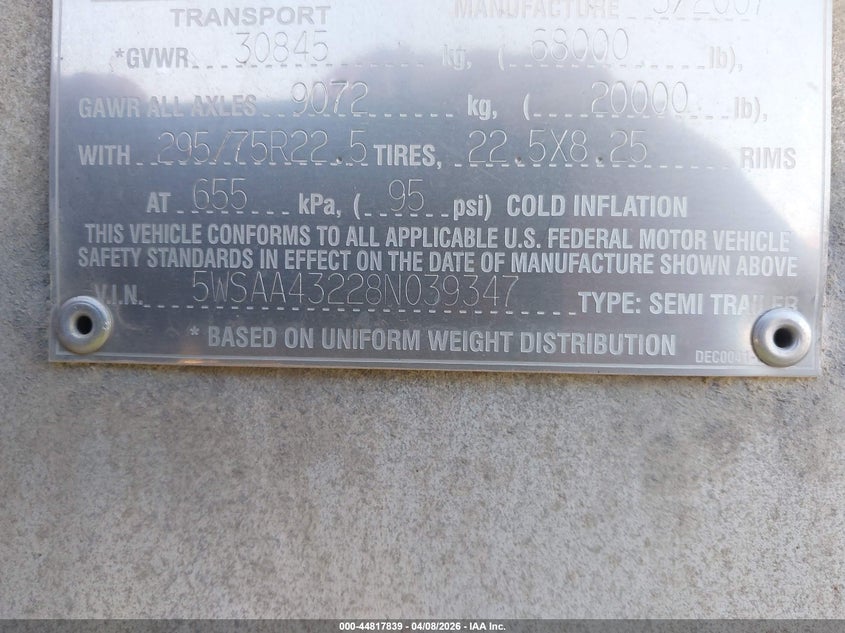 TRANSPORT MANUFACTURE 5/2007
*GVWR 30845 kg, ( 68000 lb),
GAWR ALL AXLES 9072 kg, ( 20000 lb),
WITH 295/75R22.5 TIRES, 22.5X8.25 RIMS
AT 655 kPa, ( 95 psi) COLD INFLATION
THIS VEHICLE CONFORMS TO ALL APPLICABLE U.S. FEDERAL MOTOR VEHICLE
SAFETY STANDARDS IN EFFECT ON THE DATE OF MANUFACTURE SHOWN ABOVE
V.I.N. 5WSAA43228N039347 TYPE: SEMI TRAILER
* BASED ON UNIFORM WEIGHT DISTRIBUTION
000-44817839 - 04/08/2026 - IAA Inc.